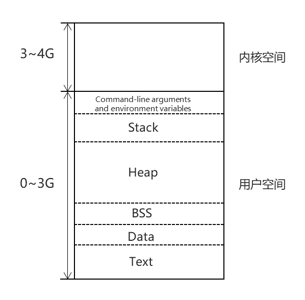 3~4G
内核空间
Command-line arguments
and environment variables
Stack
Heap
0~3G
用户空间
BSS
Data
Text